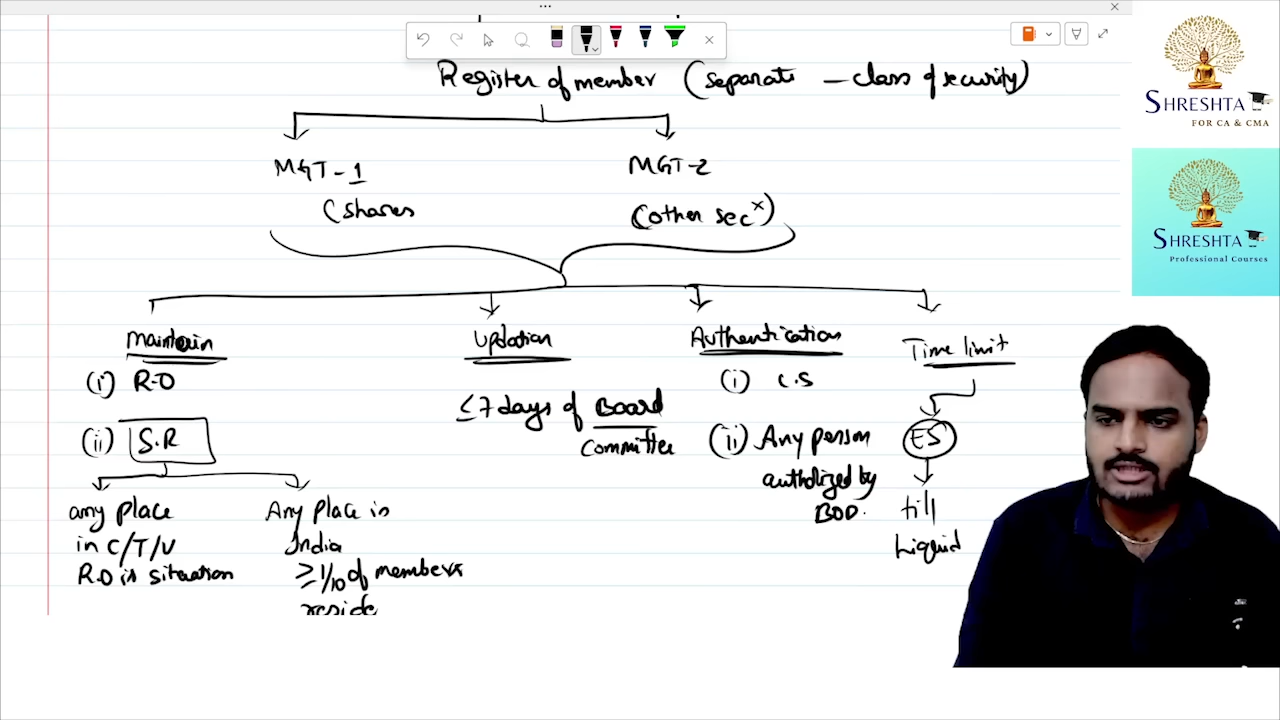 Register of member (separate — class of security)
MGT-1
MGT-2
(shares
(other sec^x)
Maintain
Updation
Authentication
Time limit
(i) R.O
(i) C.S
≤7 days of Board
Committee
(ii) S.R
(ii) Any person
authorized by
BOD.
ES
any place
in C/T/V
R.O is situation
Any place in
India
≥1/10 of members
reside
till
Liquid
SHRESHTA
FOR CA & CMA
SHRESHTA
Professional Courses